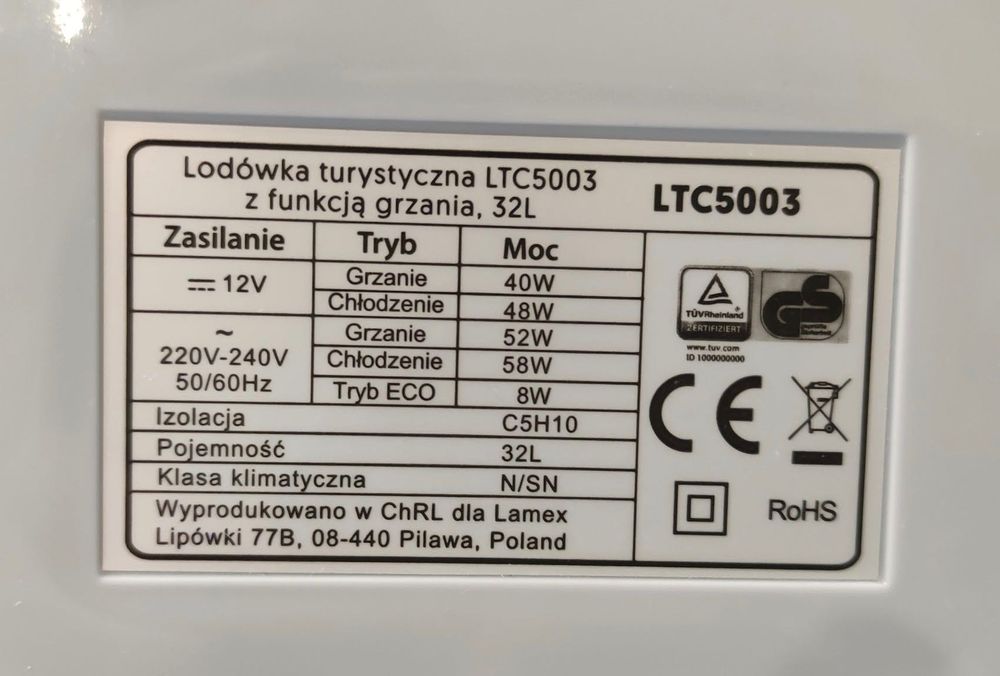 Lodówka turystyczna LTC5003
z funkcją grzania, 32L
LTC5003
Zasilanie Tryb Moc
12V Grzanie 40W
Chłodzenie 48W
~
220V-240V
50/60Hz
Grzanie 52W
Chłodzenie 58W
Tryb ECO 8W
Izolacja C5H10
Pojemność 32L
Klasa klimatyczna N/SN
Wyprodukowano w ChRL dla Lamex
Lipówki 77B, 08-440 Pilawa, Poland
TÜVRheinland
ZERTIFIZIERT
GS
www.tuv.com
ID 1000000000
CE
RoHS